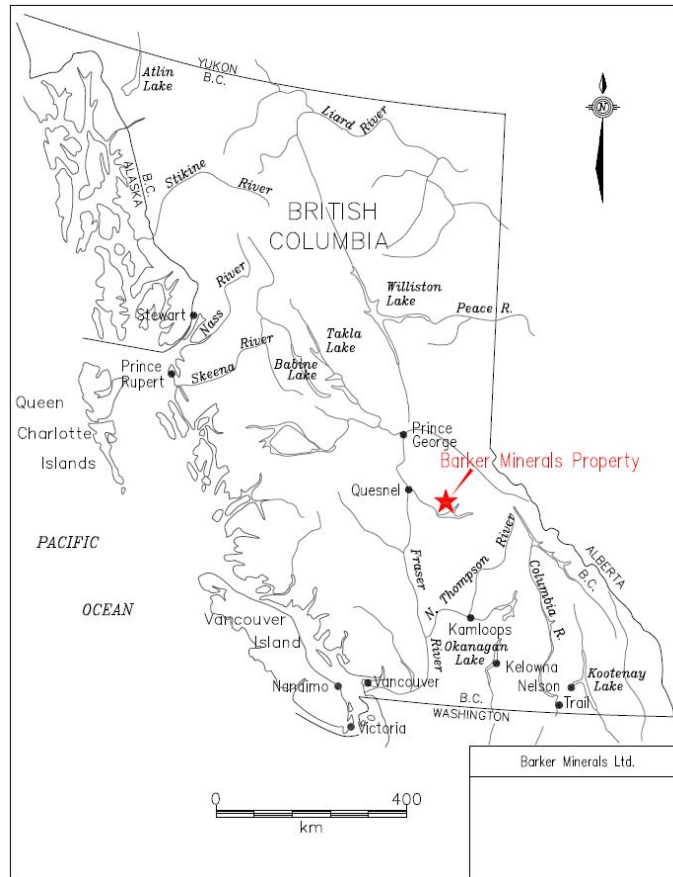 YUKON
B.C.
Atlin
Lake
Liard River
N
B.C.
ALASKA
Stikine
River
BRITISH
COLUMBIA
Nass River
Williston
Lake
Peace R.
Stewart
Takla
Lake
Skeena River
Babine
Lake
Prince
Rupert
Queen
Charlotte
Islands
Prince
George
Barker Minerals Property
Quesnel
PACIFIC
OCEAN
Fraser
River
N. Thompson River
ALBERTA
B.C.
Columbia R.
Vancouver
Island
Kamloops
Okanagan
Lake
Kelowna
Nelson
Kootenay
Lake
Trail
Nandimo
Vancouver
Victoria
B.C.
WASHINGTON
Barker Minerals Ltd.
0
400
km